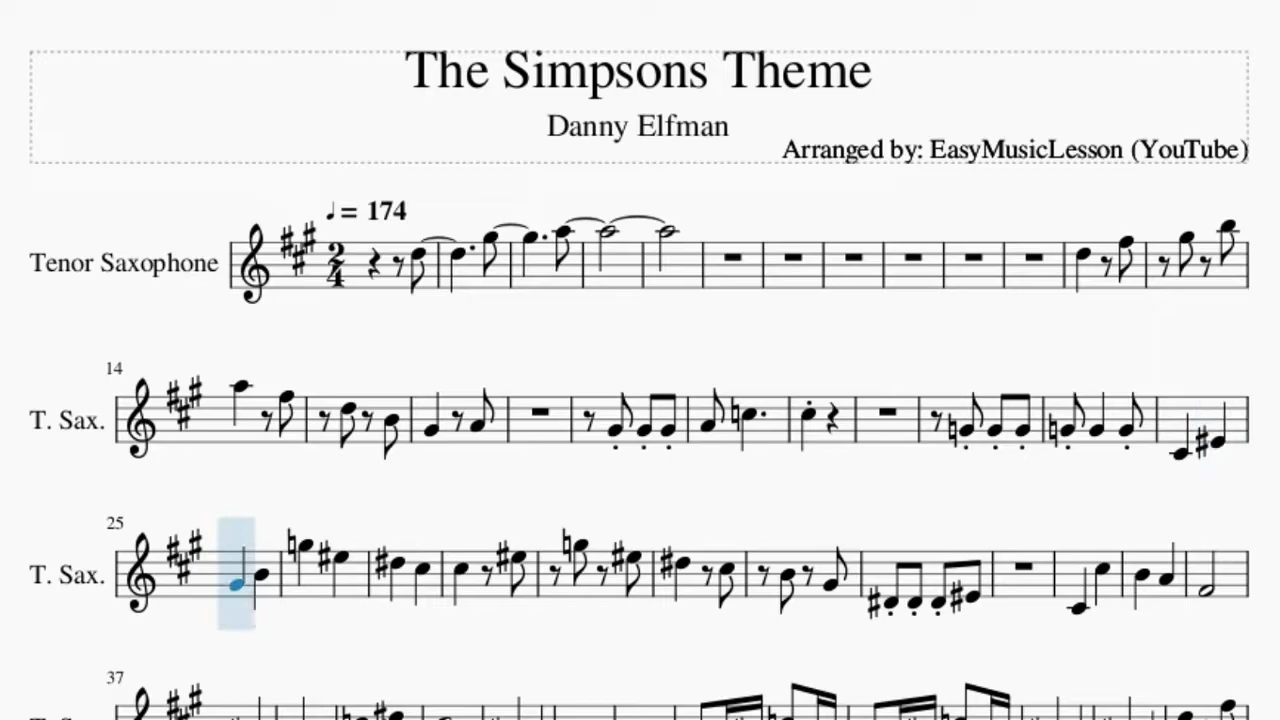 The Simpsons Theme
Danny Elfman
Arranged by: EasyMusicLesson (YouTube)
♩= 174
Tenor Saxophone
2
4
14
T. Sax.
25
T. Sax.
37